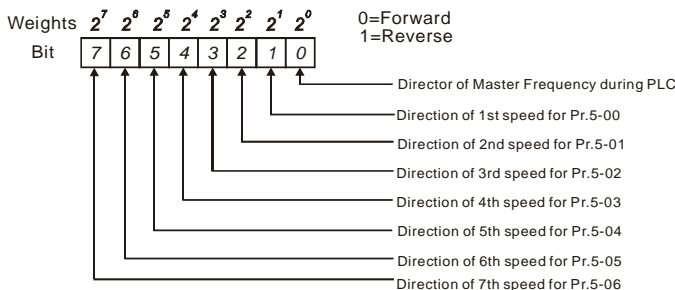 Weights 2⁷ 2⁶ 2⁵ 2⁴ 2³ 2² 2¹ 2⁰ 0=Forward
1=Reverse
Bit 7 6 5 4 3 2 1 0
Director of Master Frequency during PLC
Direction of 1st speed for Pr.5-00
Direction of 2nd speed for Pr.5-01
Direction of 3rd speed for Pr.5-02
Direction of 4th speed for Pr.5-03
Direction of 5th speed for Pr.5-04
Direction of 6th speed for Pr.5-05
Direction of 7th speed for Pr.5-06